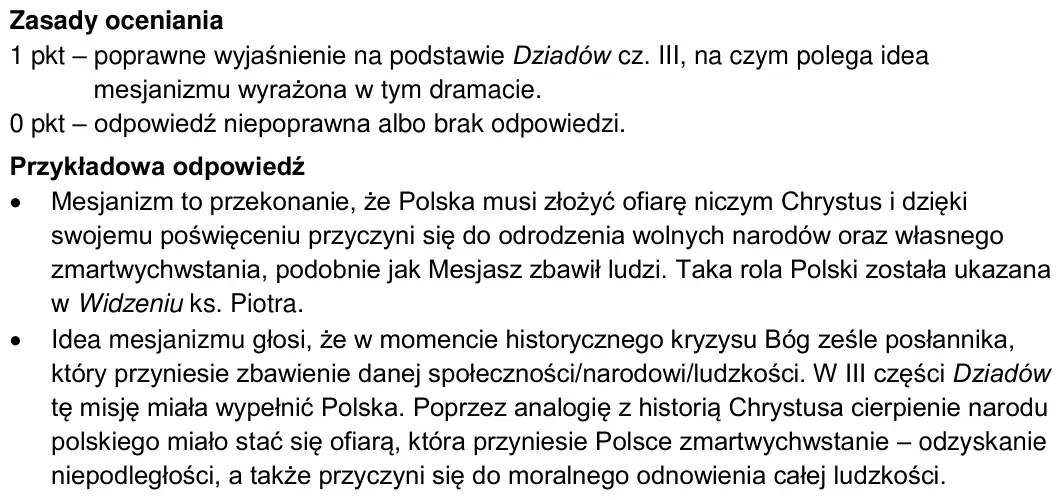 Zasady oceniania
1 pkt – poprawne wyjaśnienie na podstawie Dziadów cz. III, na czym polega idea
mesjanizmu wyrażona w tym dramacie.
0 pkt – odpowiedź niepoprawna albo brak odpowiedzi.
Przykładowa odpowiedź
• Mesjanizm to przekonanie, że Polska musi złożyć ofiarę niczym Chrystus i dzięki
swojemu poświęceniu przyczyni się do odrodzenia wolnych narodów oraz własnego
zmartwychwstania, podobnie jak Mesjasz zbawił ludzi. Taka rola Polski została ukazana
w Widzeniu ks. Piotra.
• Idea mesjanizmu głosi, że w momencie historycznego kryzysu Bóg ześle posłannika,
który przyniesie zbawienie danej społeczności/narodowi/ludzkości. W III części Dziadów
tę misję miała wypełnić Polska. Poprzez analogię z historią Chrystusa cierpienie narodu
polskiego miało stać się ofiarą, która przyniesie Polsce zmartwychwstanie – odzyskanie
niepodległości, a także przyczyni się do moralnego odnowienia całej ludzkości.